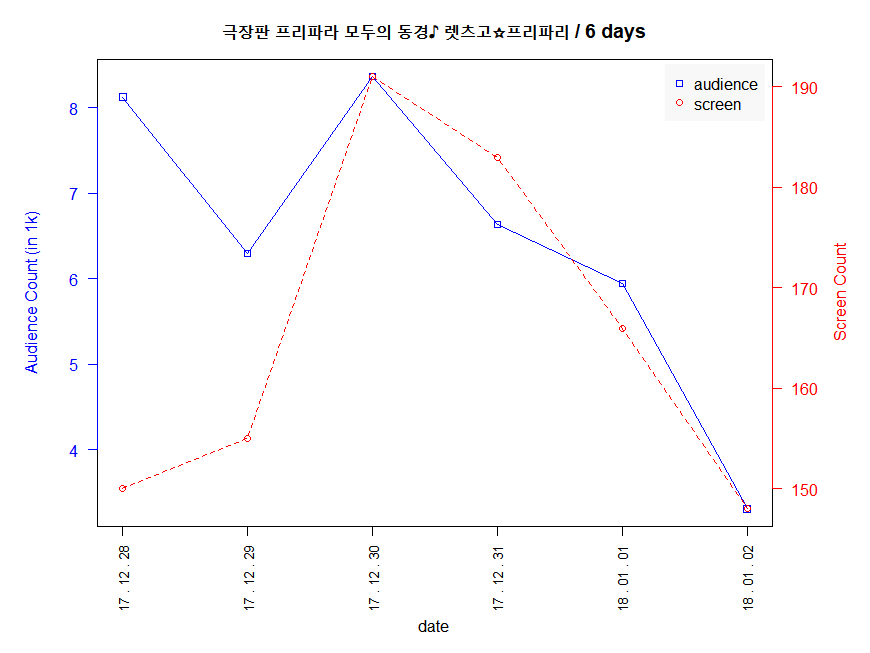 극장판 프리파라 모두의 동경♪ 렛츠고☆프리파리 / 6 days
audience
screen
Audience Count (in 1k)
8
7
6
5
4
190
180
170
160
150
Screen Count
17 . 12 . 28
17 . 12 . 29
17 . 12 . 30
17 . 12 . 31
18 . 01 . 01
18 . 01 . 02
date